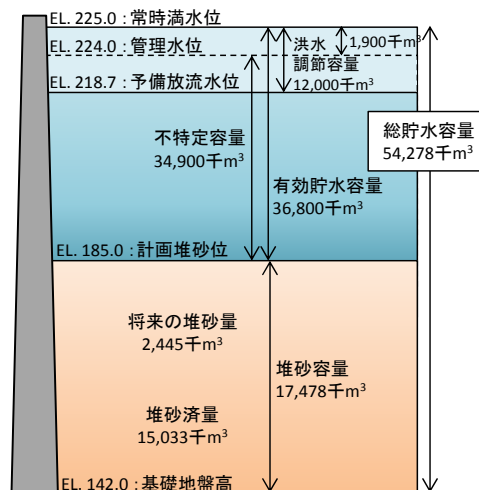 EL. 225.0 : 常時満水位
EL. 224.0 : 管理水位
洪水
調節容量
12,000千m³
1,900千m³
EL. 218.7 : 予備放流水位
総貯水容量
54,278千m³
不特定容量
34,900千m³
有効貯水容量
36,800千m³
EL. 185.0 : 計画堆砂位
将来の堆砂量
2,445千m³
堆砂容量
17,478千m³
堆砂済量
15,033千m³
EL. 142.0 : 基礎地盤高